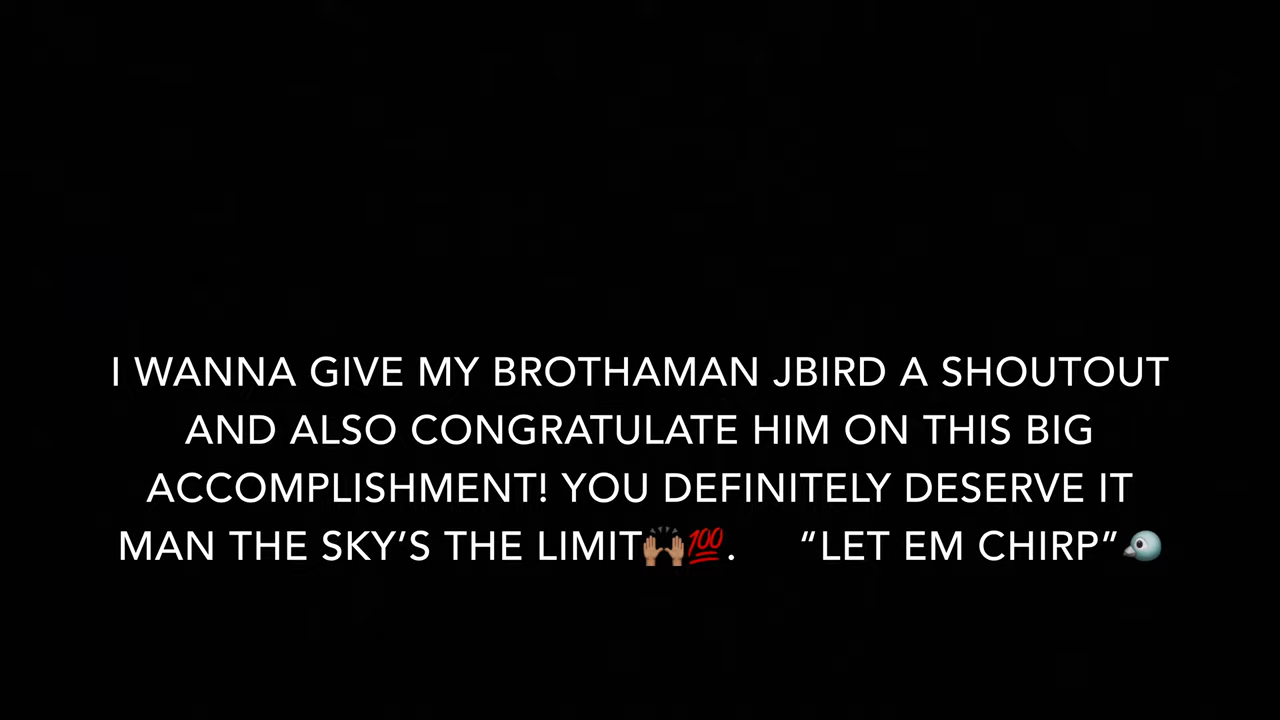 I WANNA GIVE MY BROTHAMAN JBIRD A SHOUTOUT
AND ALSO CONGRATULATE HIM ON THIS BIG
ACCOMPLISHMENT! YOU DEFINITELY DESERVE IT
MAN THE SKY’S THE LIMIT🙌🏽💯. “LET EM CHIRP”🐦